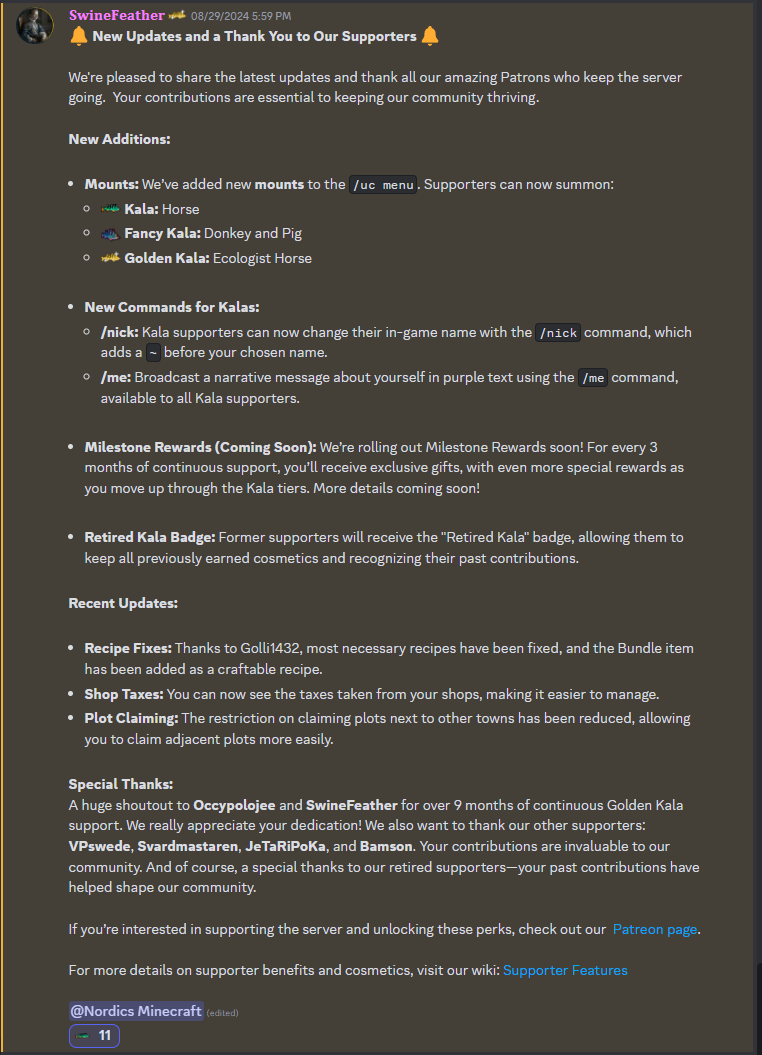 SwineFeather 08/29/2024 5:59 PM
🔔 New Updates and a Thank You to Our Supporters 🔔
We're pleased to share the latest updates and thank all our amazing Patrons who keep the server
going.  Your contributions are essential to keeping our community thriving.
New Additions:
• Mounts: We've added new mounts to the /uc menu. Supporters can now summon:
◦ Kala: Horse
◦ Fancy Kala: Donkey and Pig
◦ Golden Kala: Ecologist Horse
• New Commands for Kalas:
◦ /nick: Kala supporters can now change their in-game name with the /nick command, which
adds a ~ before your chosen name.
◦ /me: Broadcast a narrative message about yourself in purple text using the /me command,
available to all Kala supporters.
• Milestone Rewards (Coming Soon): We're rolling out Milestone Rewards soon! For every 3
months of continuous support, you'll receive exclusive gifts, with even more special rewards as
you move up through the Kala tiers. More details coming soon!
• Retired Kala Badge: Former supporters will receive the "Retired Kala" badge, allowing them to
keep all previously earned cosmetics and recognizing their past contributions.
Recent Updates:
• Recipe Fixes: Thanks to Golli1432, most necessary recipes have been fixed, and the Bundle item
has been added as a craftable recipe.
• Shop Taxes: You can now see the taxes taken from your shops, making it easier to manage.
• Plot Claiming: The restriction on claiming plots next to other towns has been reduced, allowing
you to claim adjacent plots more easily.
Special Thanks:
A huge shoutout to Occypolojee and SwineFeather for over 9 months of continuous Golden Kala
support. We really appreciate your dedication! We also want to thank our other supporters:
VPswede, Svardmastaren, JeTaRiPoKa, and Bamson. Your contributions are invaluable to our
community. And of course, a special thanks to our retired supporters—your past contributions have
helped shape our community.
If you're interested in supporting the server and unlocking these perks, check out our  Patreon page.
For more details on supporter benefits and cosmetics, visit our wiki: Supporter Features
@Nordics Minecraft (edited)
11